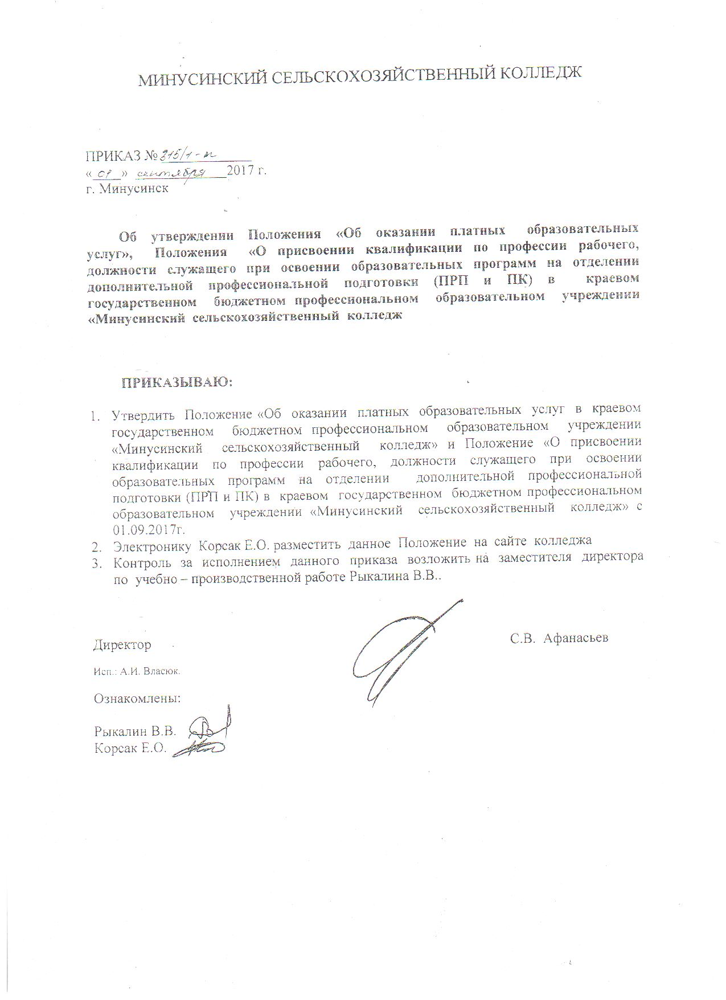 МИНУСИНСКИЙ СЕЛЬСКОХОЗЯЙСТВЕННЫЙ КОЛЛЕДЖ
ПРИКАЗ № 215/1-п
« 01 » сентября 2017 г.
г. Минусинск
Об утверждении Положения «Об оказании платных образовательных
услуг», Положения «О присвоении квалификации по профессии рабочего,
должности служащего при освоении образовательных программ на отделении
дополнительной профессиональной подготовки (ПРП и ПК) в краевом
государственном бюджетном профессиональном образовательном учреждении
«Минусинский сельскохозяйственный колледж
ПРИКАЗЫВАЮ:
1. Утвердить Положение «Об оказании платных образовательных услуг в краевом
государственном бюджетном профессиональном образовательном учреждении
«Минусинский сельскохозяйственный колледж» и Положение «О присвоении
квалификации по профессии рабочего, должности служащего при освоении
образовательных программ на отделении дополнительной профессиональной
подготовки (ПРП и ПК) в краевом государственном бюджетном профессиональном
образовательном учреждении «Минусинский сельскохозяйственный колледж» с
01.09.2017г.
2. Электронику Корсак Е.О. разместить данное Положение на сайте колледжа
3. Контроль за исполнением данного приказа возложить на заместителя директора
по учебно – производственной работе Рыкалина В.В..
Директор С.В. Афанасьев
Исп.: А.И. Власюк.
Ознакомлены:
Рыкалин В.В.
Корсак Е.О.